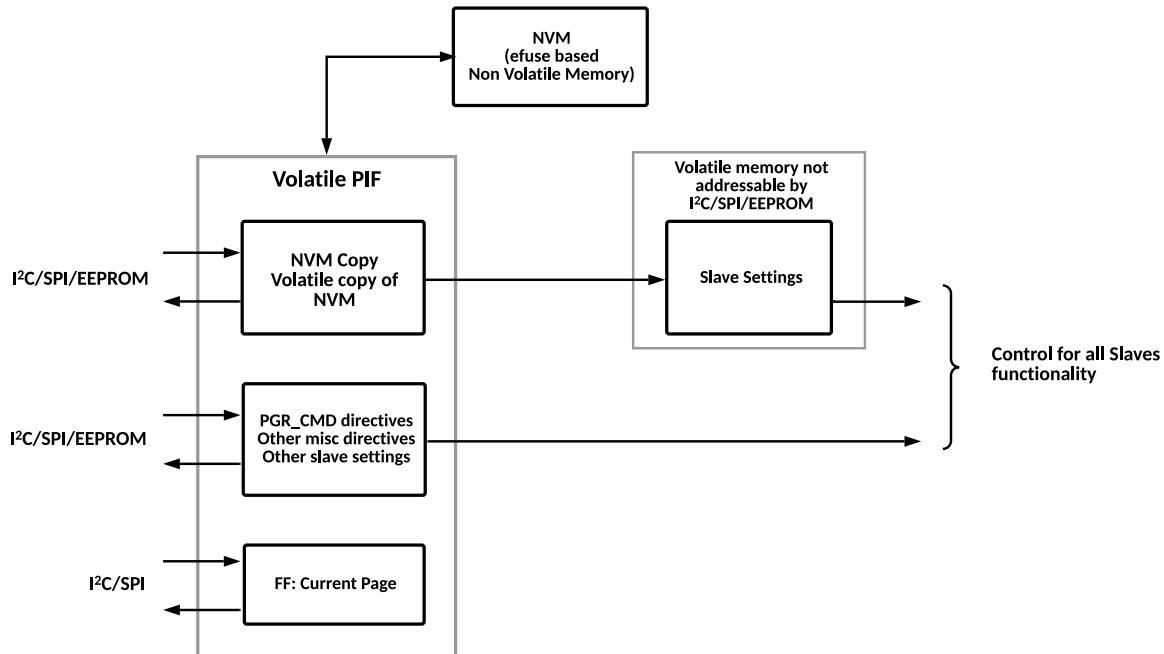 NVM
(efuse based
Non Volatile Memory)
Volatile PIF
Volatile memory not
addressable by
I²C/SPI/EEPROM
I²C/SPI/EEPROM
NVM Copy
Volatile copy of
NVM
Slave Settings
Control for all Slaves
functionality
I²C/SPI/EEPROM
PGR_CMD directives
Other misc directives
Other slave settings
I²C/SPI
FF: Current Page